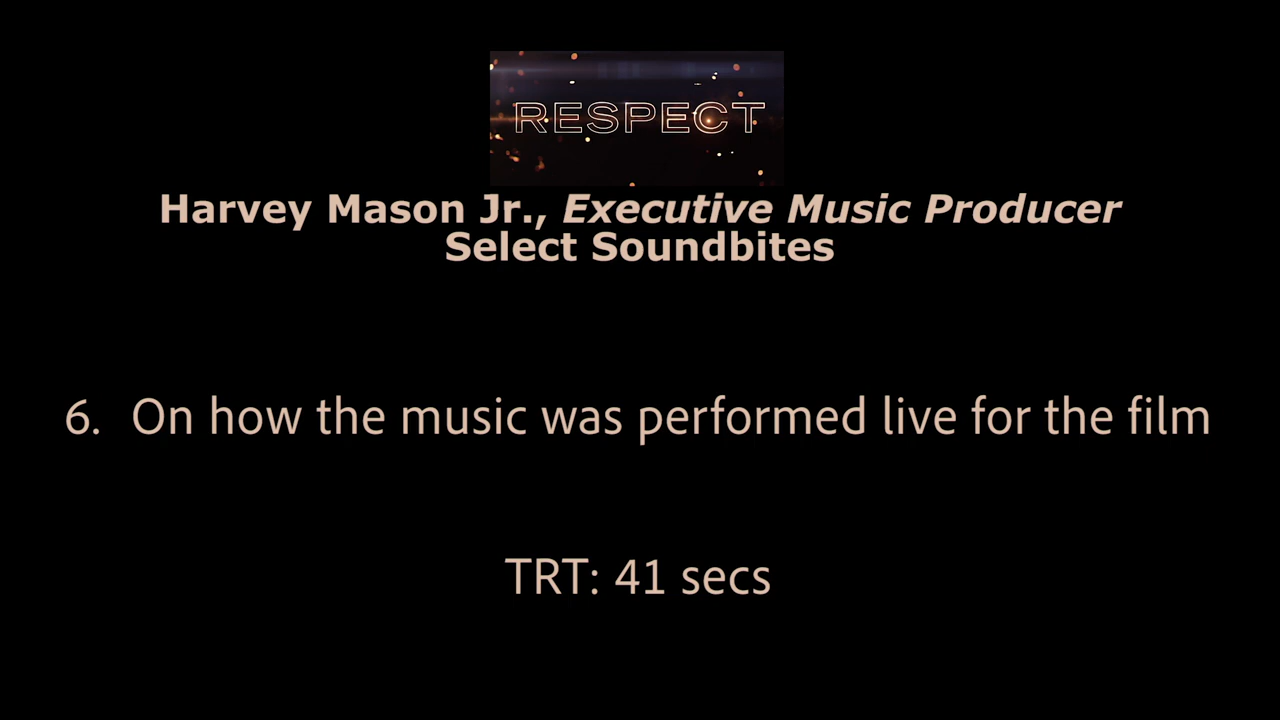 RESPECT
Harvey Mason Jr., Executive Music Producer
Select Soundbites
6. On how the music was performed live for the film
TRT: 41 secs